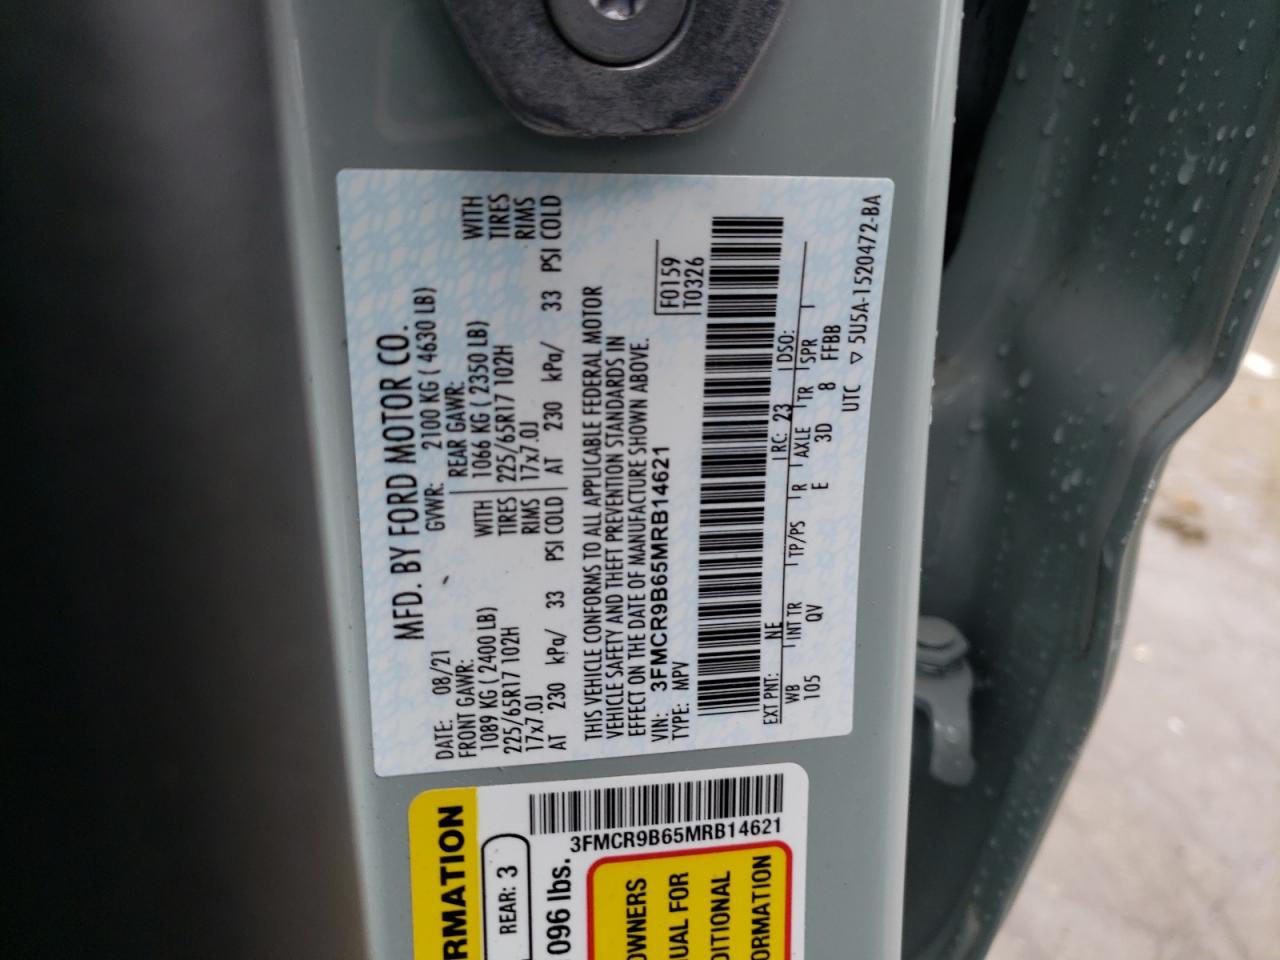 MFD. BY FORD MOTOR CO.
DATE: 08/21 GVWR: 2100 KG ( 4630 LB)
FRONT GAWR: REAR GAWR:
1089 KG ( 2400 LB) WITH 1066 KG ( 2350 LB) WITH
225/65R17 102H TIRES 225/65R17 102H TIRES
17x7.0J RIMS 17x7.0J RIMS
AT 230 kPa/ 33 PSI COLD AT 230 kPa/ 33 PSI COLD
THIS VEHICLE CONFORMS TO ALL APPLICABLE FEDERAL MOTOR
VEHICLE SAFETY AND THEFT PREVENTION STANDARDS IN
EFFECT ON THE DATE OF MANUFACTURE SHOWN ABOVE.
VIN: 3FMCR9B65MRB14621 F0159
TYPE: MPV T0326
EXT PNT: NE RC: 23 DSO:
WB INT TR TP/PS R AXLE TR SPR
105 QV E 3D 8 FFBB
UTC ▽ 5U5A-1520472-BA
RMATION
REAR: 3
3FMCR9B65MRB14621
096 lbs.
OWNERS
UAL FOR
DITIONAL
ORMATION